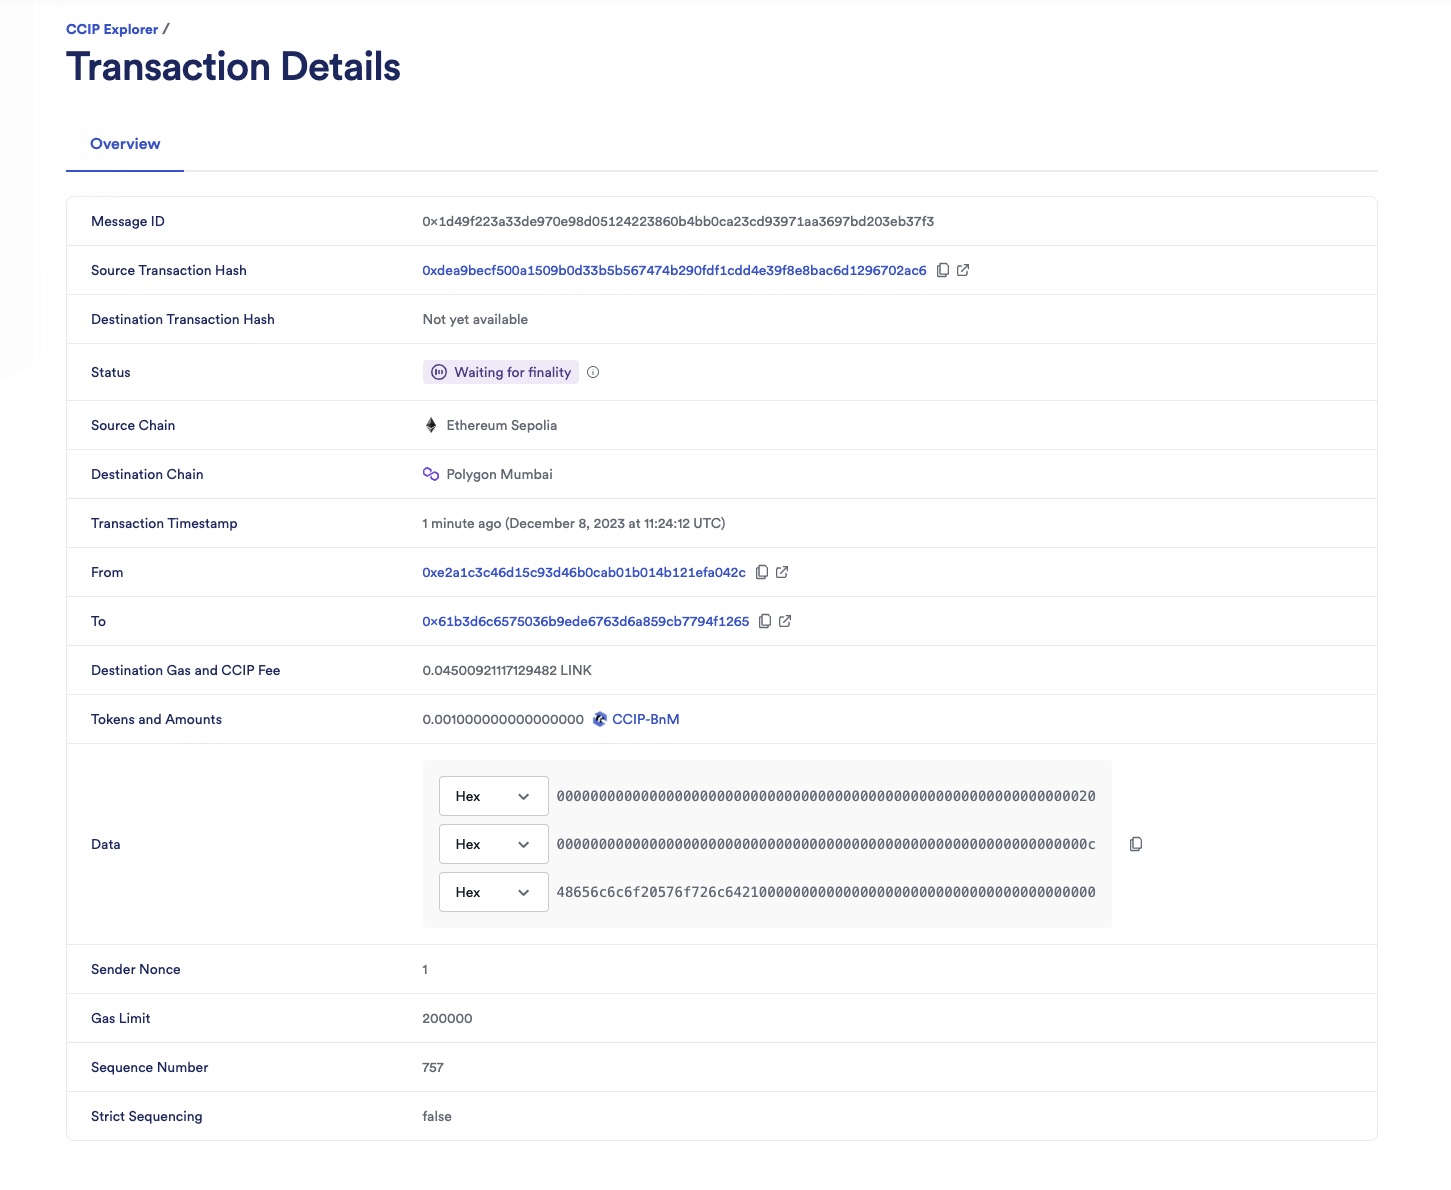 CCIP Explorer /
Transaction Details
Overview
Message ID 0x1d49f223a33de970e98d05124223860b4bb0ca23cd93971aa3697bd203eb37f3
Source Transaction Hash 0xdea9becf500a1509b0d33b5b567474b290fdf1cdd4e39f8e8bac6d1296702ac6
Destination Transaction Hash Not yet available
Status Waiting for finality
Source Chain Ethereum Sepolia
Destination Chain Polygon Mumbai
Transaction Timestamp 1 minute ago (December 8, 2023 at 11:24:12 UTC)
From 0xe2a1c3c46d15c93d46b0cab01b014b121efa042c
To 0x61b3d6c6575036b9ede6763d6a859cb7794f1265
Destination Gas and CCIP Fee 0.04500921117129482 LINK
Tokens and Amounts 0.001000000000000000 CCIP-BnM
Hex 0000000000000000000000000000000000000000000000000000000000000020
Data Hex 000000000000000000000000000000000000000000000000000000000000000c
Hex 48656c6c6f20576f726c64210000000000000000000000000000000000000000
Sender Nonce 1
Gas Limit 200000
Sequence Number 757
Strict Sequencing false